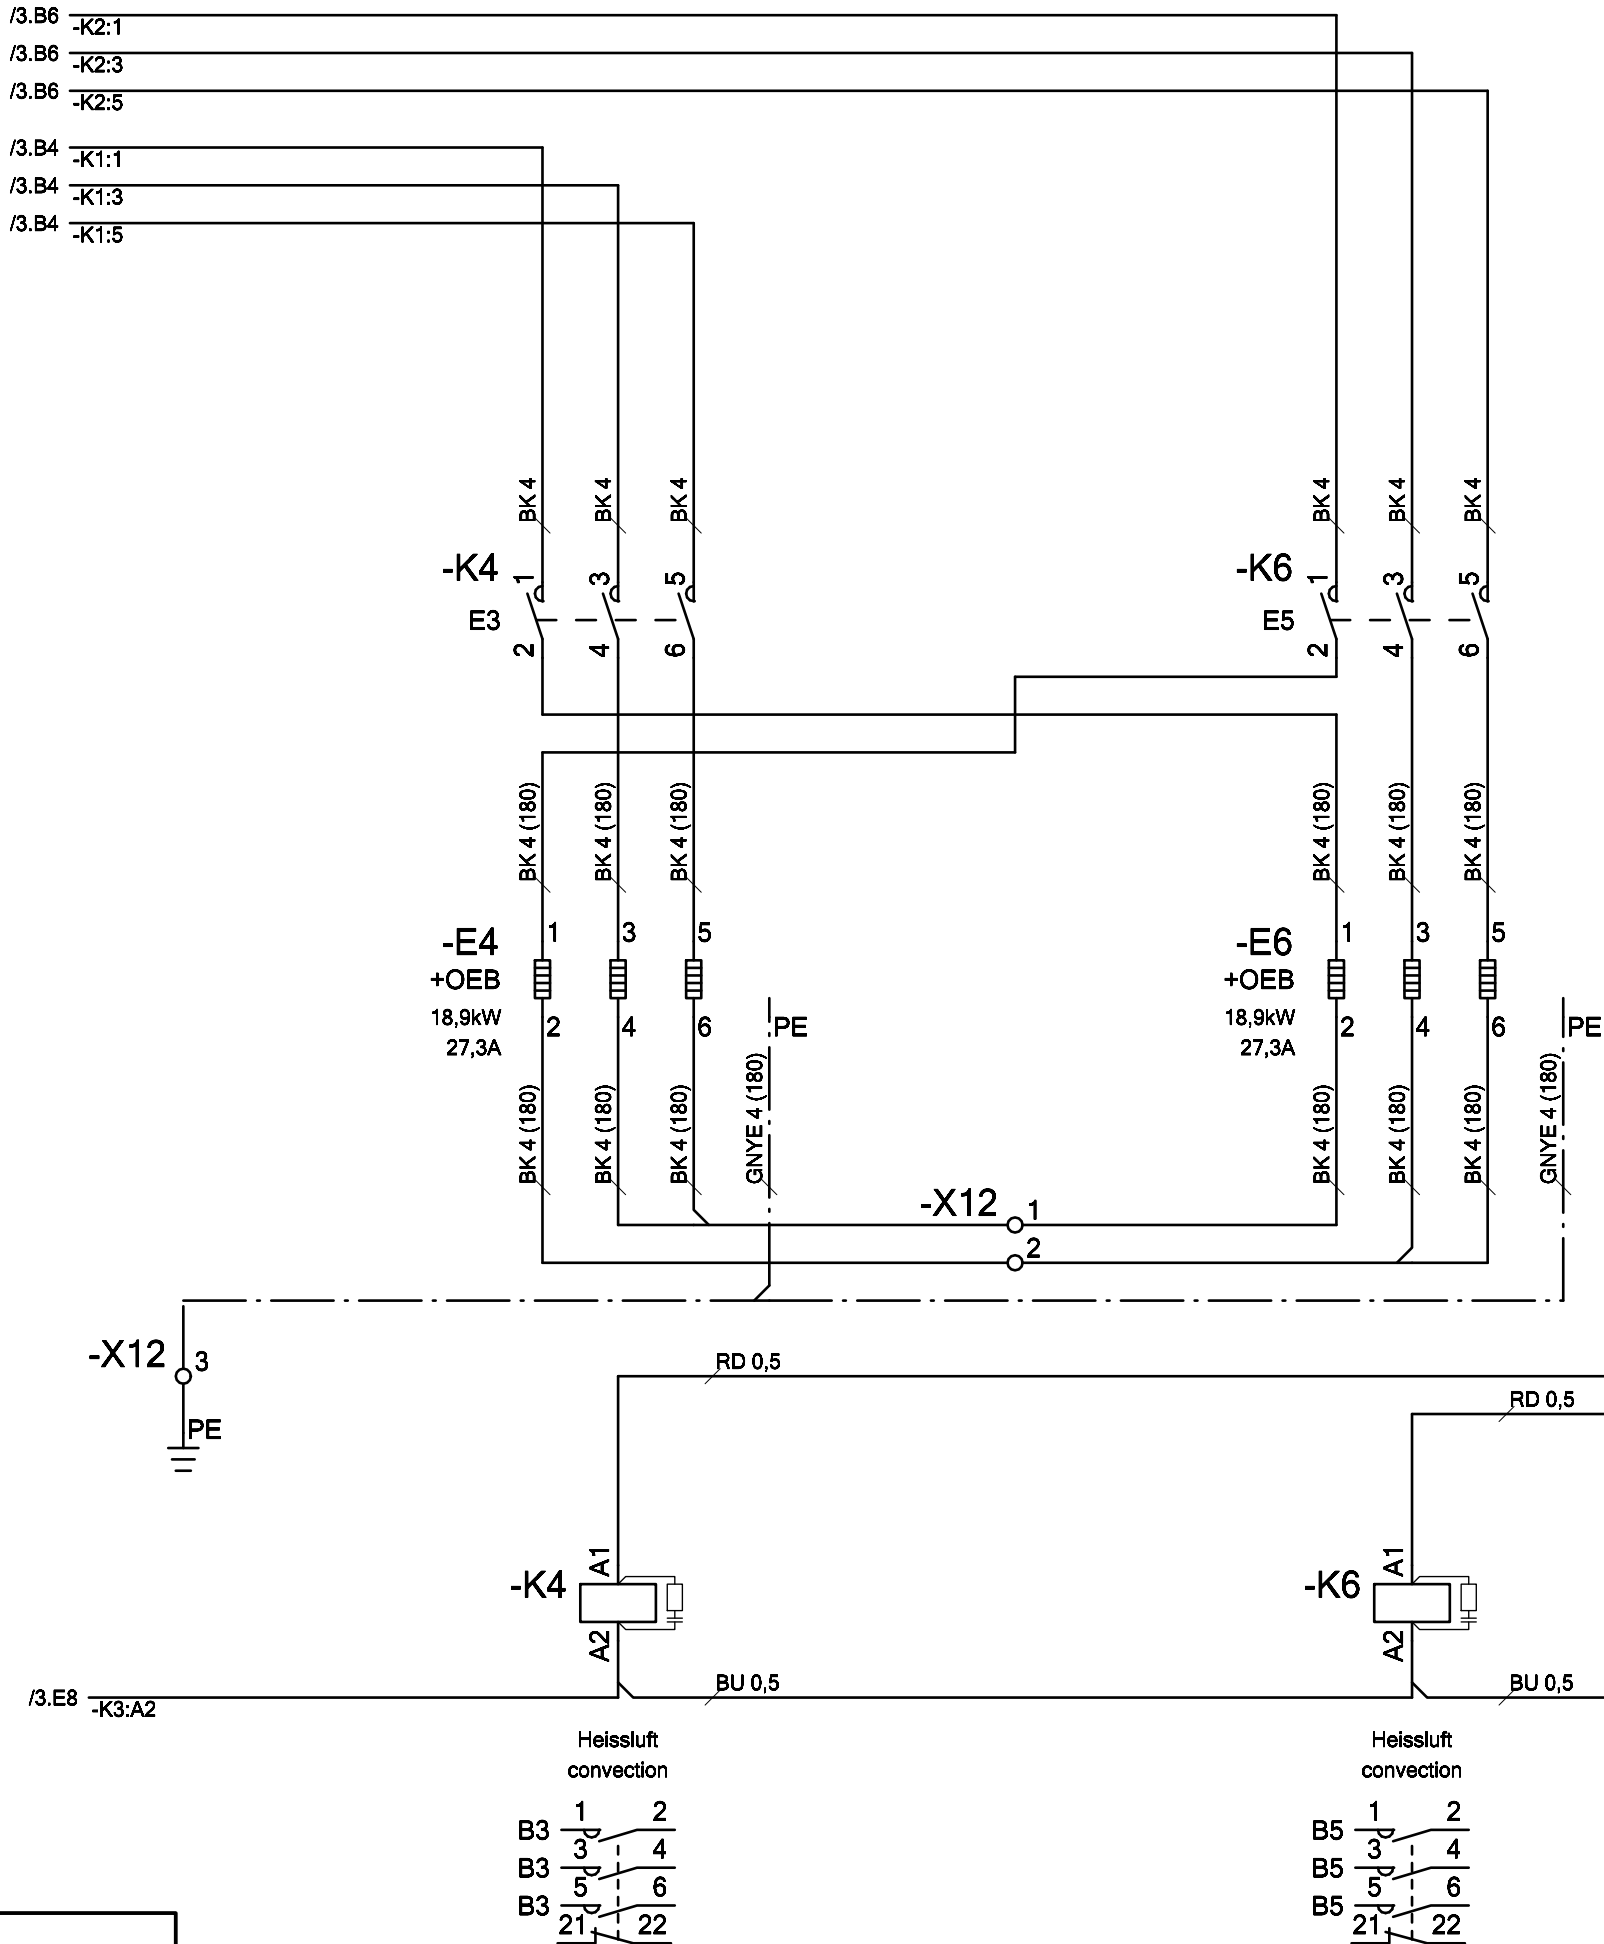 /3.B6 -K2:1
/3.B6 -K2:3
/3.B6 -K2:5
/3.B4 -K1:1
/3.B4 -K1:3
/3.B4 -K1:5
BK 4 BK 4 BK 4 BK 4 BK 4 BK 4
-K4 1 3 5 -K6 1 3 5
E3 E5
2 4 6 2 4 6
BK 4 (180) BK 4 (180) BK 4 (180) BK 4 (180) BK 4 (180) BK 4 (180)
-E4 1 3 5 -E6 1 3 5
+OEB +OEB
18,9kW 2 4 6 PE 18,9kW 2 4 6 PE
27,3A 27,3A
BK 4 (180) BK 4 (180) BK 4 (180) GNYE 4 (180) BK 4 (180) BK 4 (180) BK 4 (180) GNYE 4 (180)
-X12 1
2
-X12 3
RD 0,5
RD 0,5
PE
A1 A1
-K4 -K6
A2 A2
/3.E8 -K3:A2 BU 0,5 BU 0,5
Heissluft Heissluft
convection convection
1 2 1 2
B3 B5
3 4 3 4
B3 B5
5 6 5 6
B3 B5
21 22 21 22